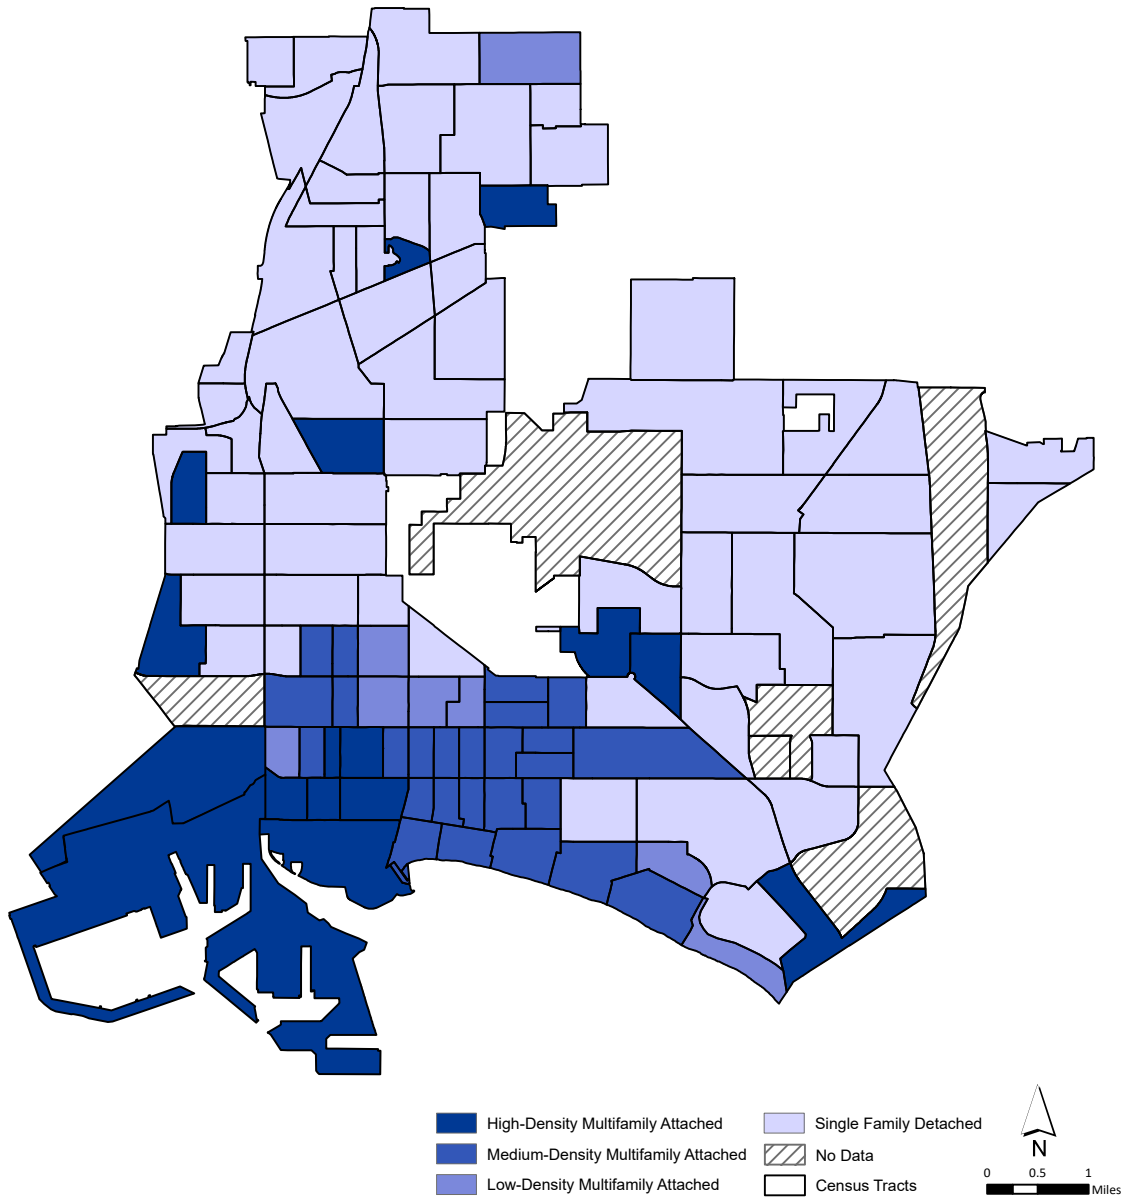 High-Density Multifamily Attached
Medium-Density Multifamily Attached
Low-Density Multifamily Attached
Single Family Detached
No Data
Census Tracts
N
0 0.5 1
Miles